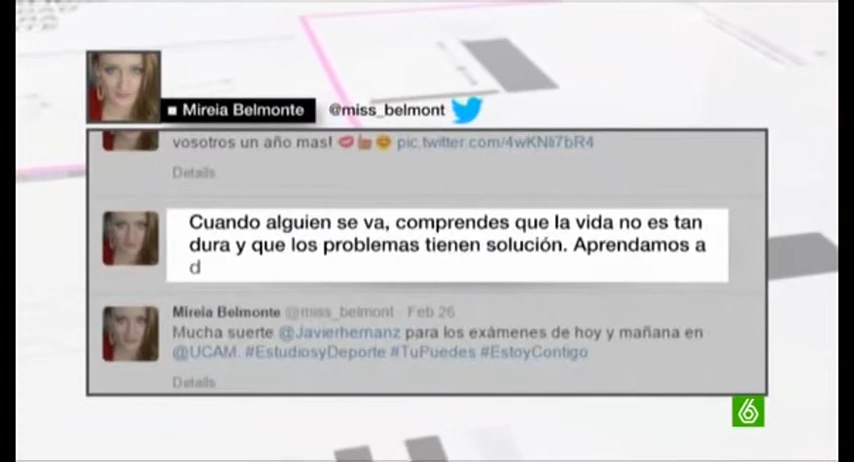 Mireia Belmonte @miss_belmont
vosotros un año mas! 💋👍😊 pic.twitter.com/4wKNli7bR4
Details
Cuando alguien se va, comprendes que la vida no es tan
dura y que los problemas tienen solución. Aprendamos a
d
Mireia Belmonte @miss_belmont · Feb 26
Mucha suerte @Javierhernanz para los exámenes de hoy y mañana en
@UCAM. #EstudiosyDeporte #TuPuedes #EstoyContigo
Details
6